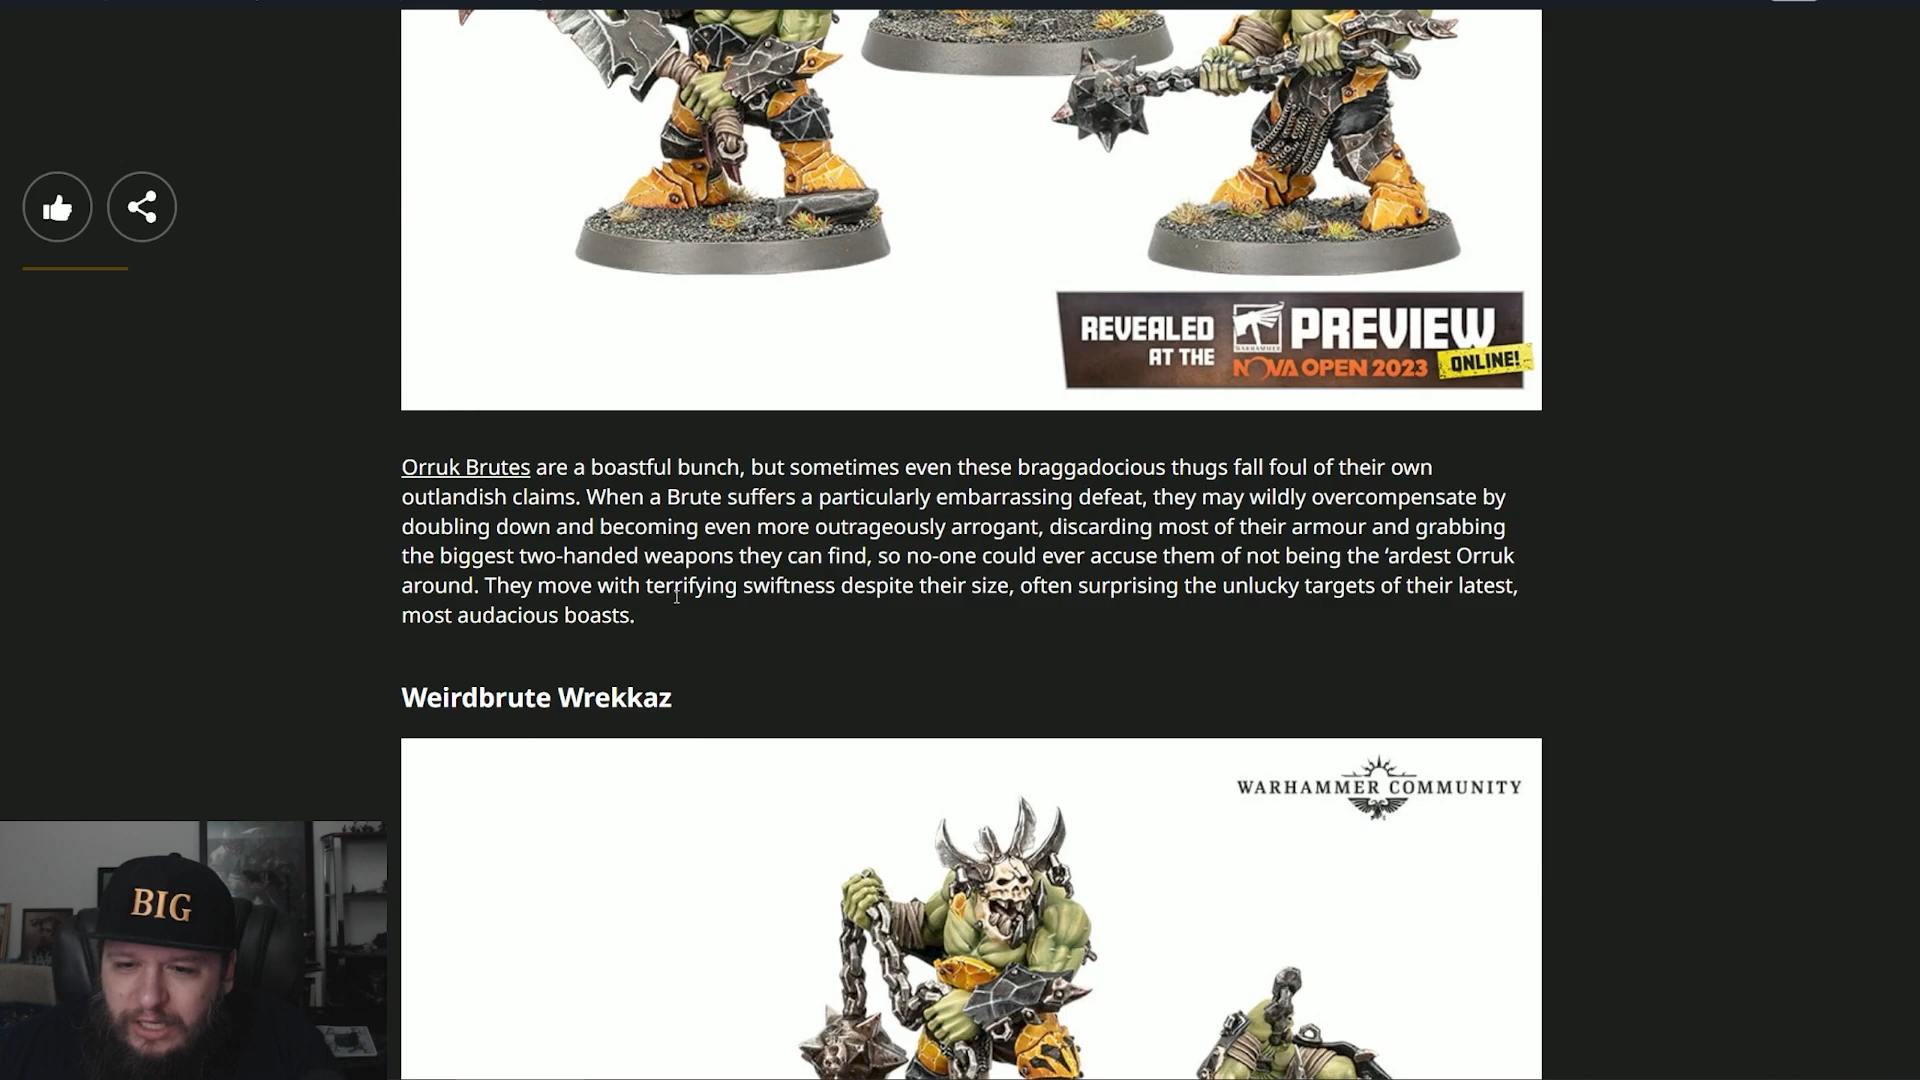 REVEALED
AT THE
WARHAMMER
PREVIEW
NOVA OPEN 2023
ONLINE!
Orruk Brutes are a boastful bunch, but sometimes even these braggadocious thugs fall foul of their own
outlandish claims. When a Brute suffers a particularly embarrassing defeat, they may wildly overcompensate by
doubling down and becoming even more outrageously arrogant, discarding most of their armour and grabbing
the biggest two-handed weapons they can find, so no-one could ever accuse them of not being the ‘ardest Orruk
around. They move with terrifying swiftness despite their size, often surprising the unlucky targets of their latest,
most audacious boasts.
Weirdbrute Wrekkaz
WARHAMMER COMMUNITY
BIG